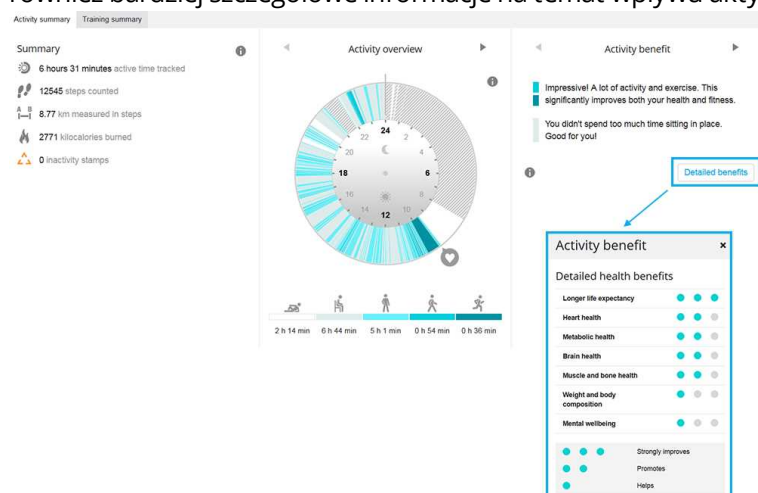 również bardziej szczegółowe informacje na temat wpływu akty
Activity summary Training summary
Summary
6 hours 31 minutes active time tracked
12545 steps counted
A B 8.77 km measured in steps
2771 kilocalories burned
0 inactivity stamps
Activity overview
24
22 2
20 4
18 6
16 8
14 10
12
2 h 14 min 6 h 44 min 5 h 1 min 0 h 54 min 0 h 36 min
Activity benefit
Impressive! A lot of activity and exercise. This
significantly improves both your health and fitness.
You didn't spend too much time sitting in place.
Good for you!
Detailed benefits
Activity benefit ×
Detailed health benefits
Longer life expectancy
Heart health
Metabolic health
Brain health
Muscle and bone health
Weight and body
composition
Mental wellbeing
Strongly improves
Promotes
Helps